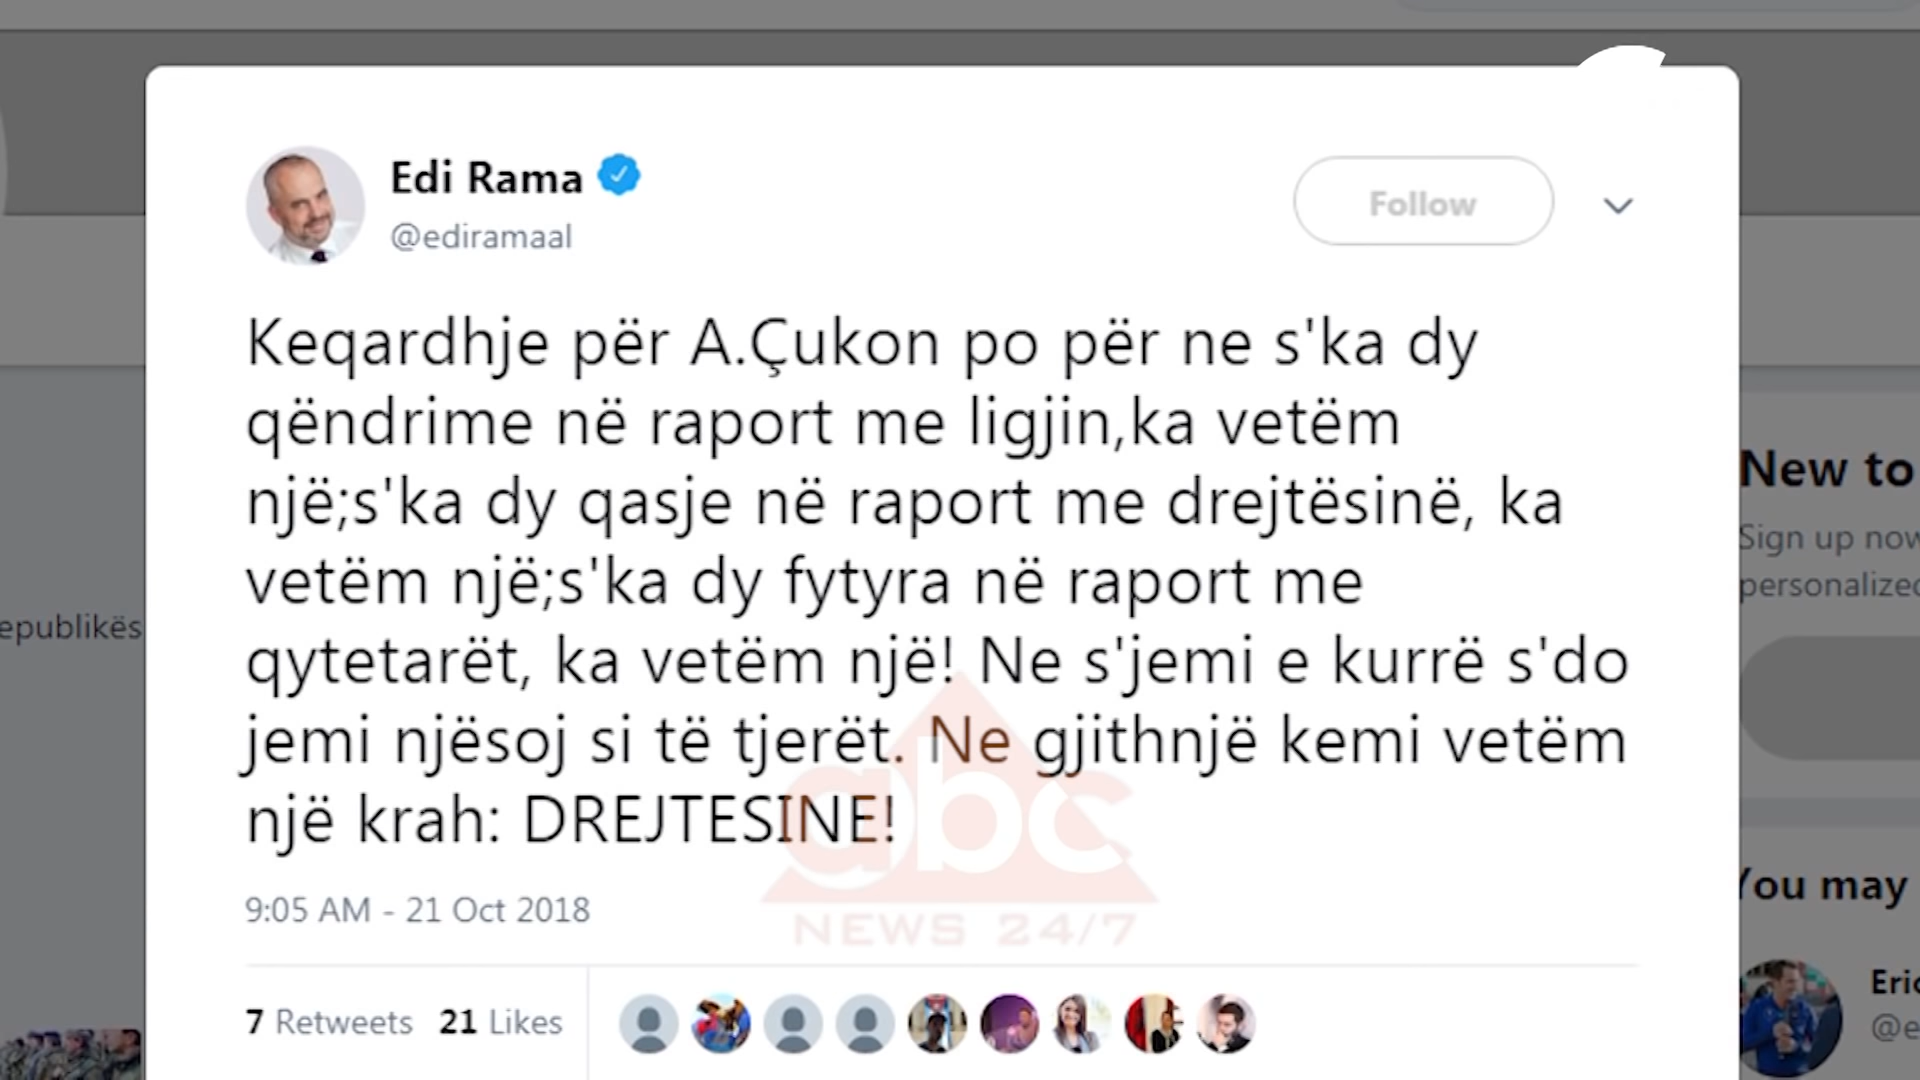 Edi Rama
@ediramaal
Follow
Keqardhje për A.Çukon po për ne s'ka dy
qëndrime në raport me ligjin,ka vetëm
një;s'ka dy qasje në raport me drejtësinë, ka
vetëm një;s'ka dy fytyra në raport me
qytetarët, ka vetëm një! Ne s'jemi e kurrë s'do
jemi njësoj si të tjerët. Ne gjithnjë kemi vetëm
një krah: DREJTESINE!
abc
NEWS 24/7
9:05 AM - 21 Oct 2018
7 Retweets 21 Likes
epublikës
New to
Sign up now
personalized
You may
Eric
@e